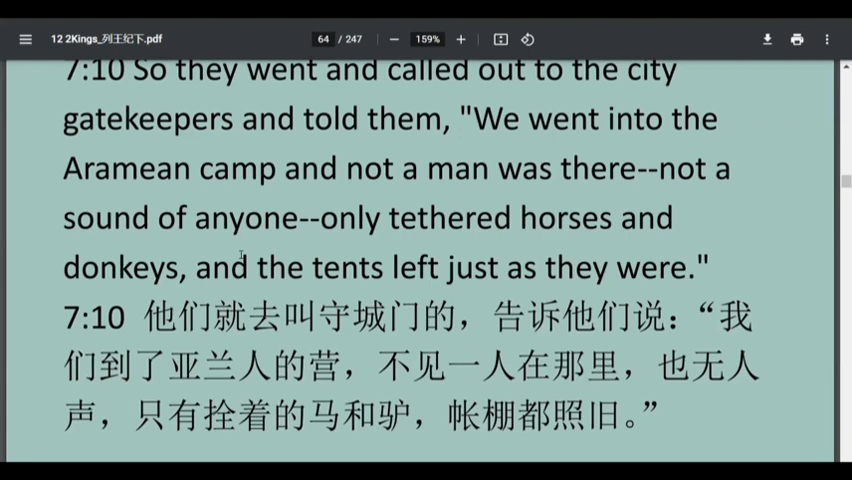 12 2Kings_列王纪下.pdf 64 / 247 159%
7:10 So they went and called out to the city
gatekeepers and told them, "We went into the
Aramean camp and not a man was there--not a
sound of anyone--only tethered horses and
donkeys, and the tents left just as they were."
7:10 他们就去叫守城门的，告诉他们说：“我
们到了亚兰人的营，不见一人在那里，也无人
声，只有拴着的马和驴，帐棚都照旧。”